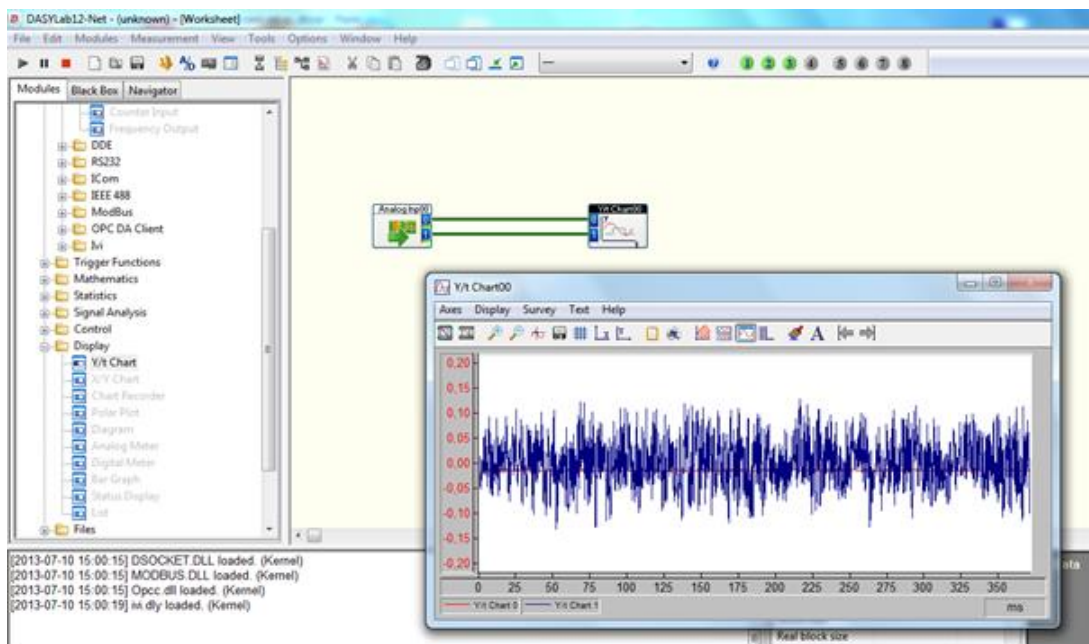 DASYLab12-Net - (unknown) - [Worksheet]
File Edit Modules Measurement View Tools Options Window Help
Modules Black Box Navigator
Counter Input
Frequency Output
DDE
RS232
ICom
IEEE 488
ModBus
OPC DA Client
Ivi
Trigger Functions
Mathematics
Statistics
Signal Analysis
Control
Display
Y/t Chart
X/Y Chart
Chart Recorder
Polar Plot
Diagram
Analog Meter
Digital Meter
Bar Graph
Status Display
List
Files
Analog Inp00
Y/t Chart00
Y/t Chart00
Axes Display Survey Text Help
0,20
0,15
0,10
0,05
0,00
-0,05
-0,10
-0,15
-0,20
0 25 50 75 100 125 150 175 200 225 250 275 300 325 350
Y/t Chart 0 Y/t Chart 1
ms
[2013-07-10 15:00:15] DSOCKET.DLL loaded. (Kernel)
[2013-07-10 15:00:15] MODBUS.DLL loaded. (Kernel)
[2013-07-10 15:00:15] Opcc.dll loaded. (Kernel)
[2013-07-10 15:00:19] ivi.dly loaded. (Kernel)
Real block size